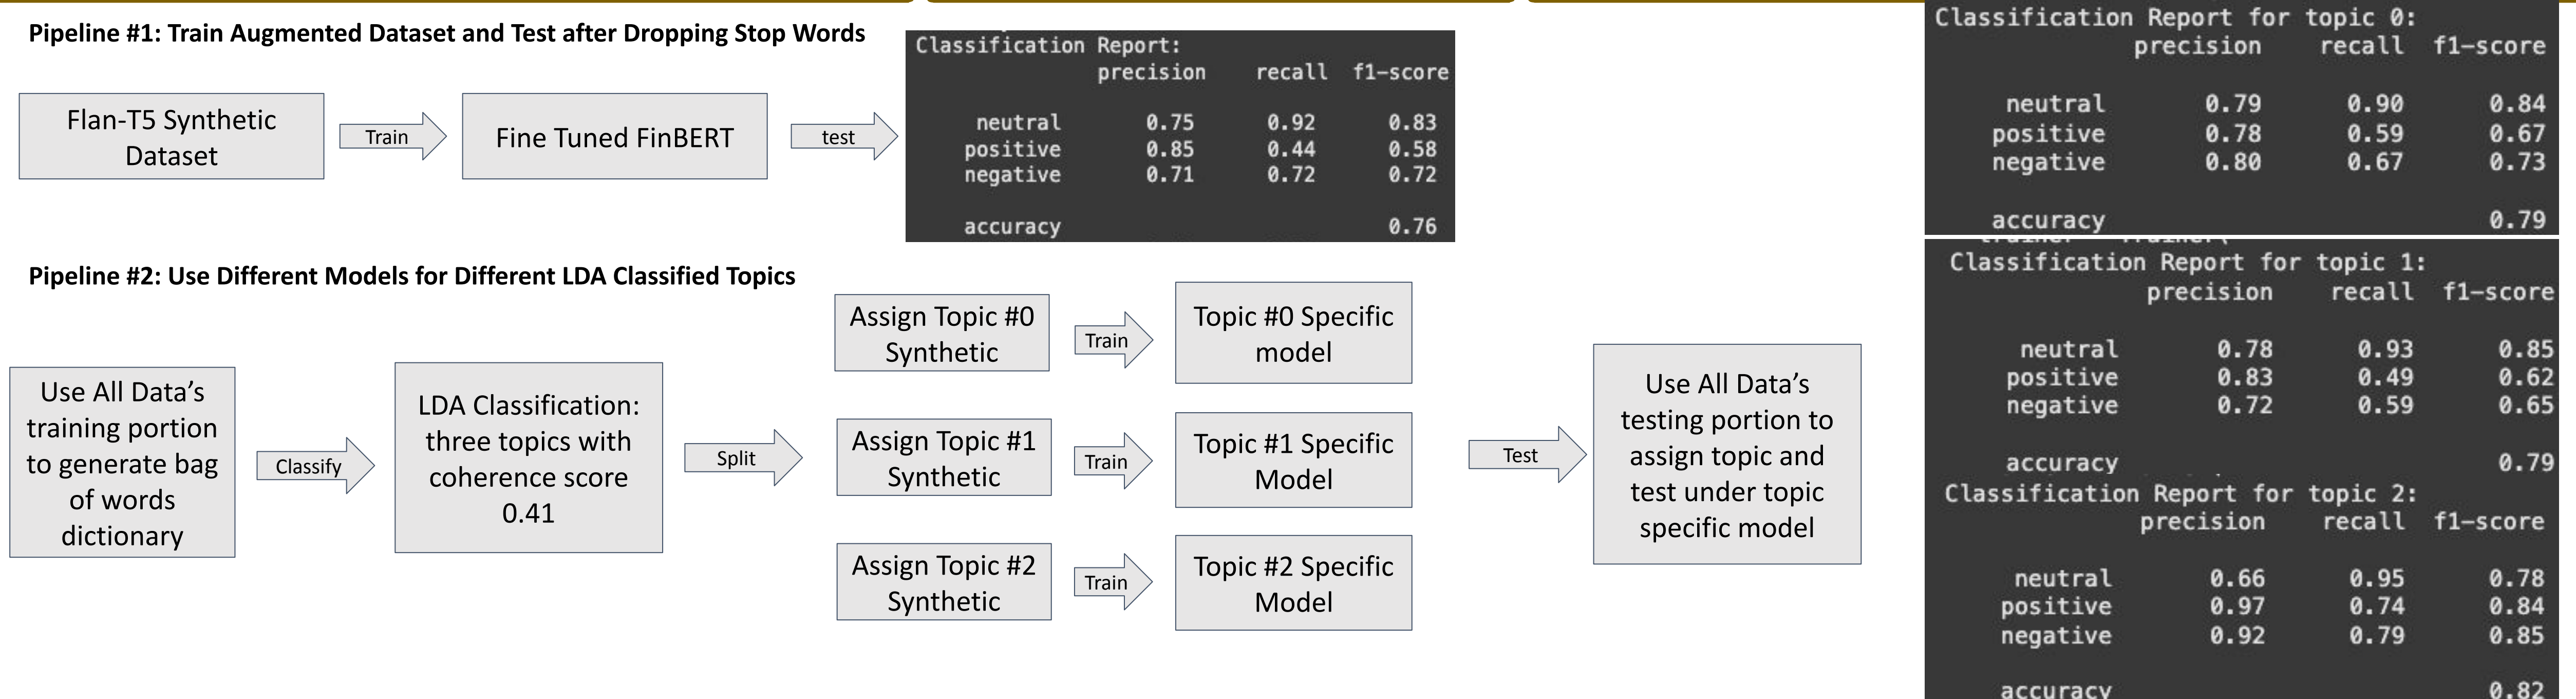 Pipeline #1: Train Augmented Dataset and Test after Dropping Stop Words
Flan-T5 Synthetic
Dataset
Train
Fine Tuned FinBERT
test
Classification Report:
precision recall f1-score
neutral 0.75 0.92 0.83
positive 0.85 0.44 0.58
negative 0.71 0.72 0.72
accuracy 0.76
Pipeline #2: Use Different Models for Different LDA Classified Topics
Use All Data’s
training portion
to generate bag
of words
dictionary
Classify
LDA Classification:
three topics with
coherence score
0.41
Split
Assign Topic #0
Synthetic
Train
Topic #0 Specific
model
Assign Topic #1
Synthetic
Train
Topic #1 Specific
Model
Assign Topic #2
Synthetic
Train
Topic #2 Specific
Model
Test
Use All Data’s
testing portion to
assign topic and
test under topic
specific model
Classification Report for topic 0:
precision recall f1-score
neutral 0.79 0.90 0.84
positive 0.78 0.59 0.67
negative 0.80 0.67 0.73
accuracy 0.79
Classification Report for topic 1:
precision recall f1-score
neutral 0.78 0.93 0.85
positive 0.83 0.49 0.62
negative 0.72 0.59 0.65
accuracy 0.79
Classification Report for topic 2:
precision recall f1-score
neutral 0.66 0.95 0.78
positive 0.97 0.74 0.84
negative 0.92 0.79 0.85
accuracy 0.82